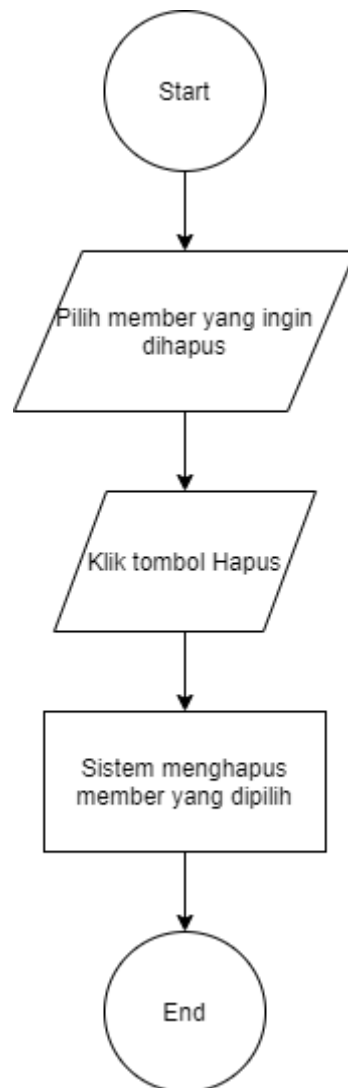 Start
Pilih member yang ingin
dihapus
Klik tombol Hapus
Sistem menghapus
member yang dipilih
End